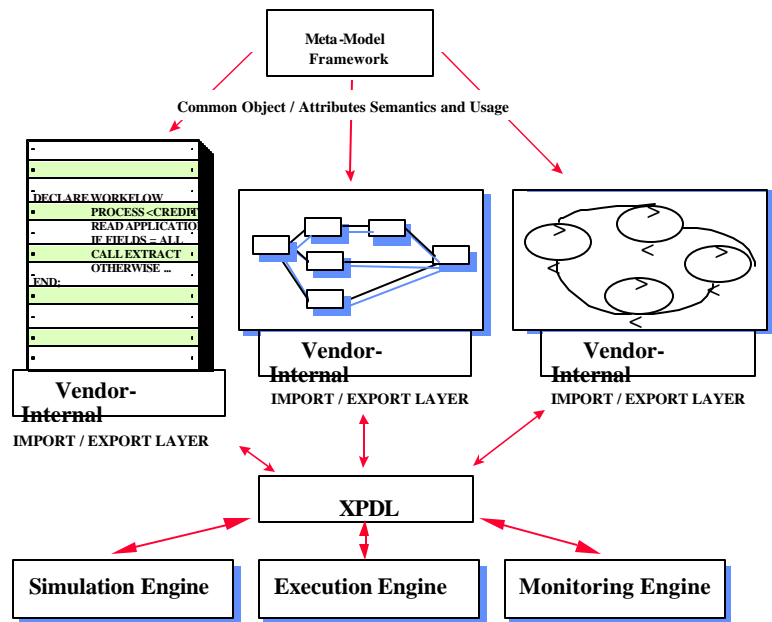 Meta-Model
Framework
Common Object / Attributes Semantics and Usage
DECLARE WORKFLOW
PROCESS <CREDIT
READ APPLICATIO
IF FIELDS = ALL
CALL EXTRACT
OTHERWISE ...
END;
Vendor-
Internal
IMPORT / EXPORT LAYER
Vendor-
Internal
IMPORT / EXPORT LAYER
Vendor-
Internal
IMPORT / EXPORT LAYER
XPDL
Simulation Engine
Execution Engine
Monitoring Engine